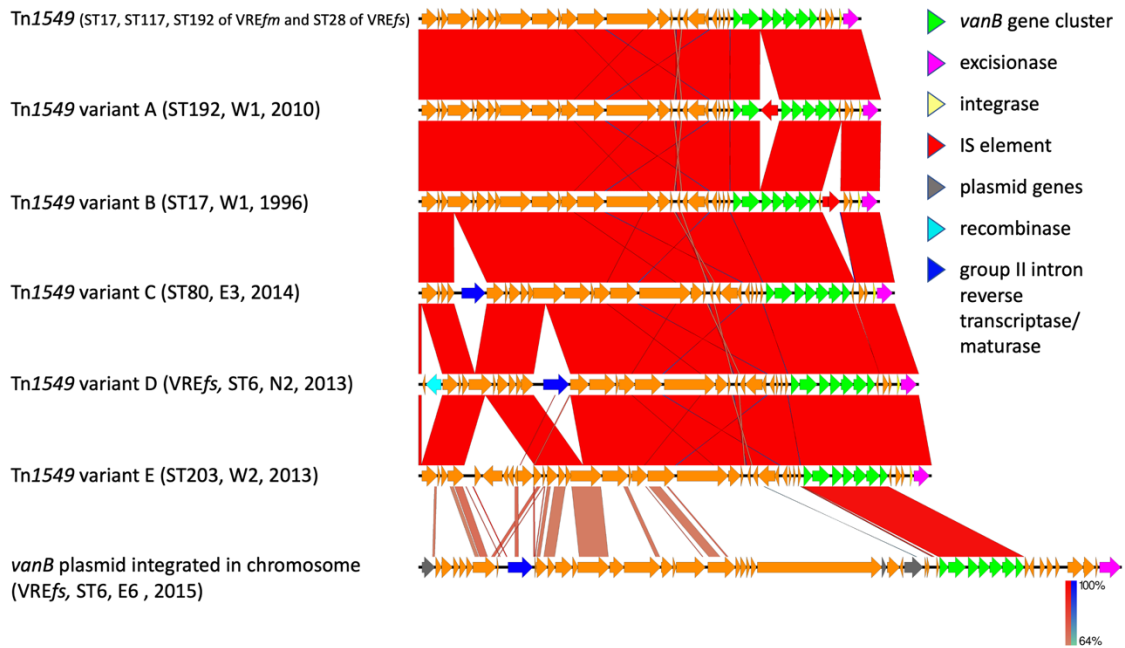 Tn1549 (ST17, ST117, ST192 of VREfm and ST28 of VREfs)
Tn1549 variant A (ST192, W1, 2010)
Tn1549 variant B (ST17, W1, 1996)
Tn1549 variant C (ST80, E3, 2014)
Tn1549 variant D (VREfs, ST6, N2, 2013)
Tn1549 variant E (ST203, W2, 2013)
vanB plasmid integrated in chromosome
(VREfs, ST6, E6 , 2015)
vanB gene cluster
excisionase
integrase
IS element
plasmid genes
recombinase
group II intron
reverse
transcriptase/
maturase
100%
64%